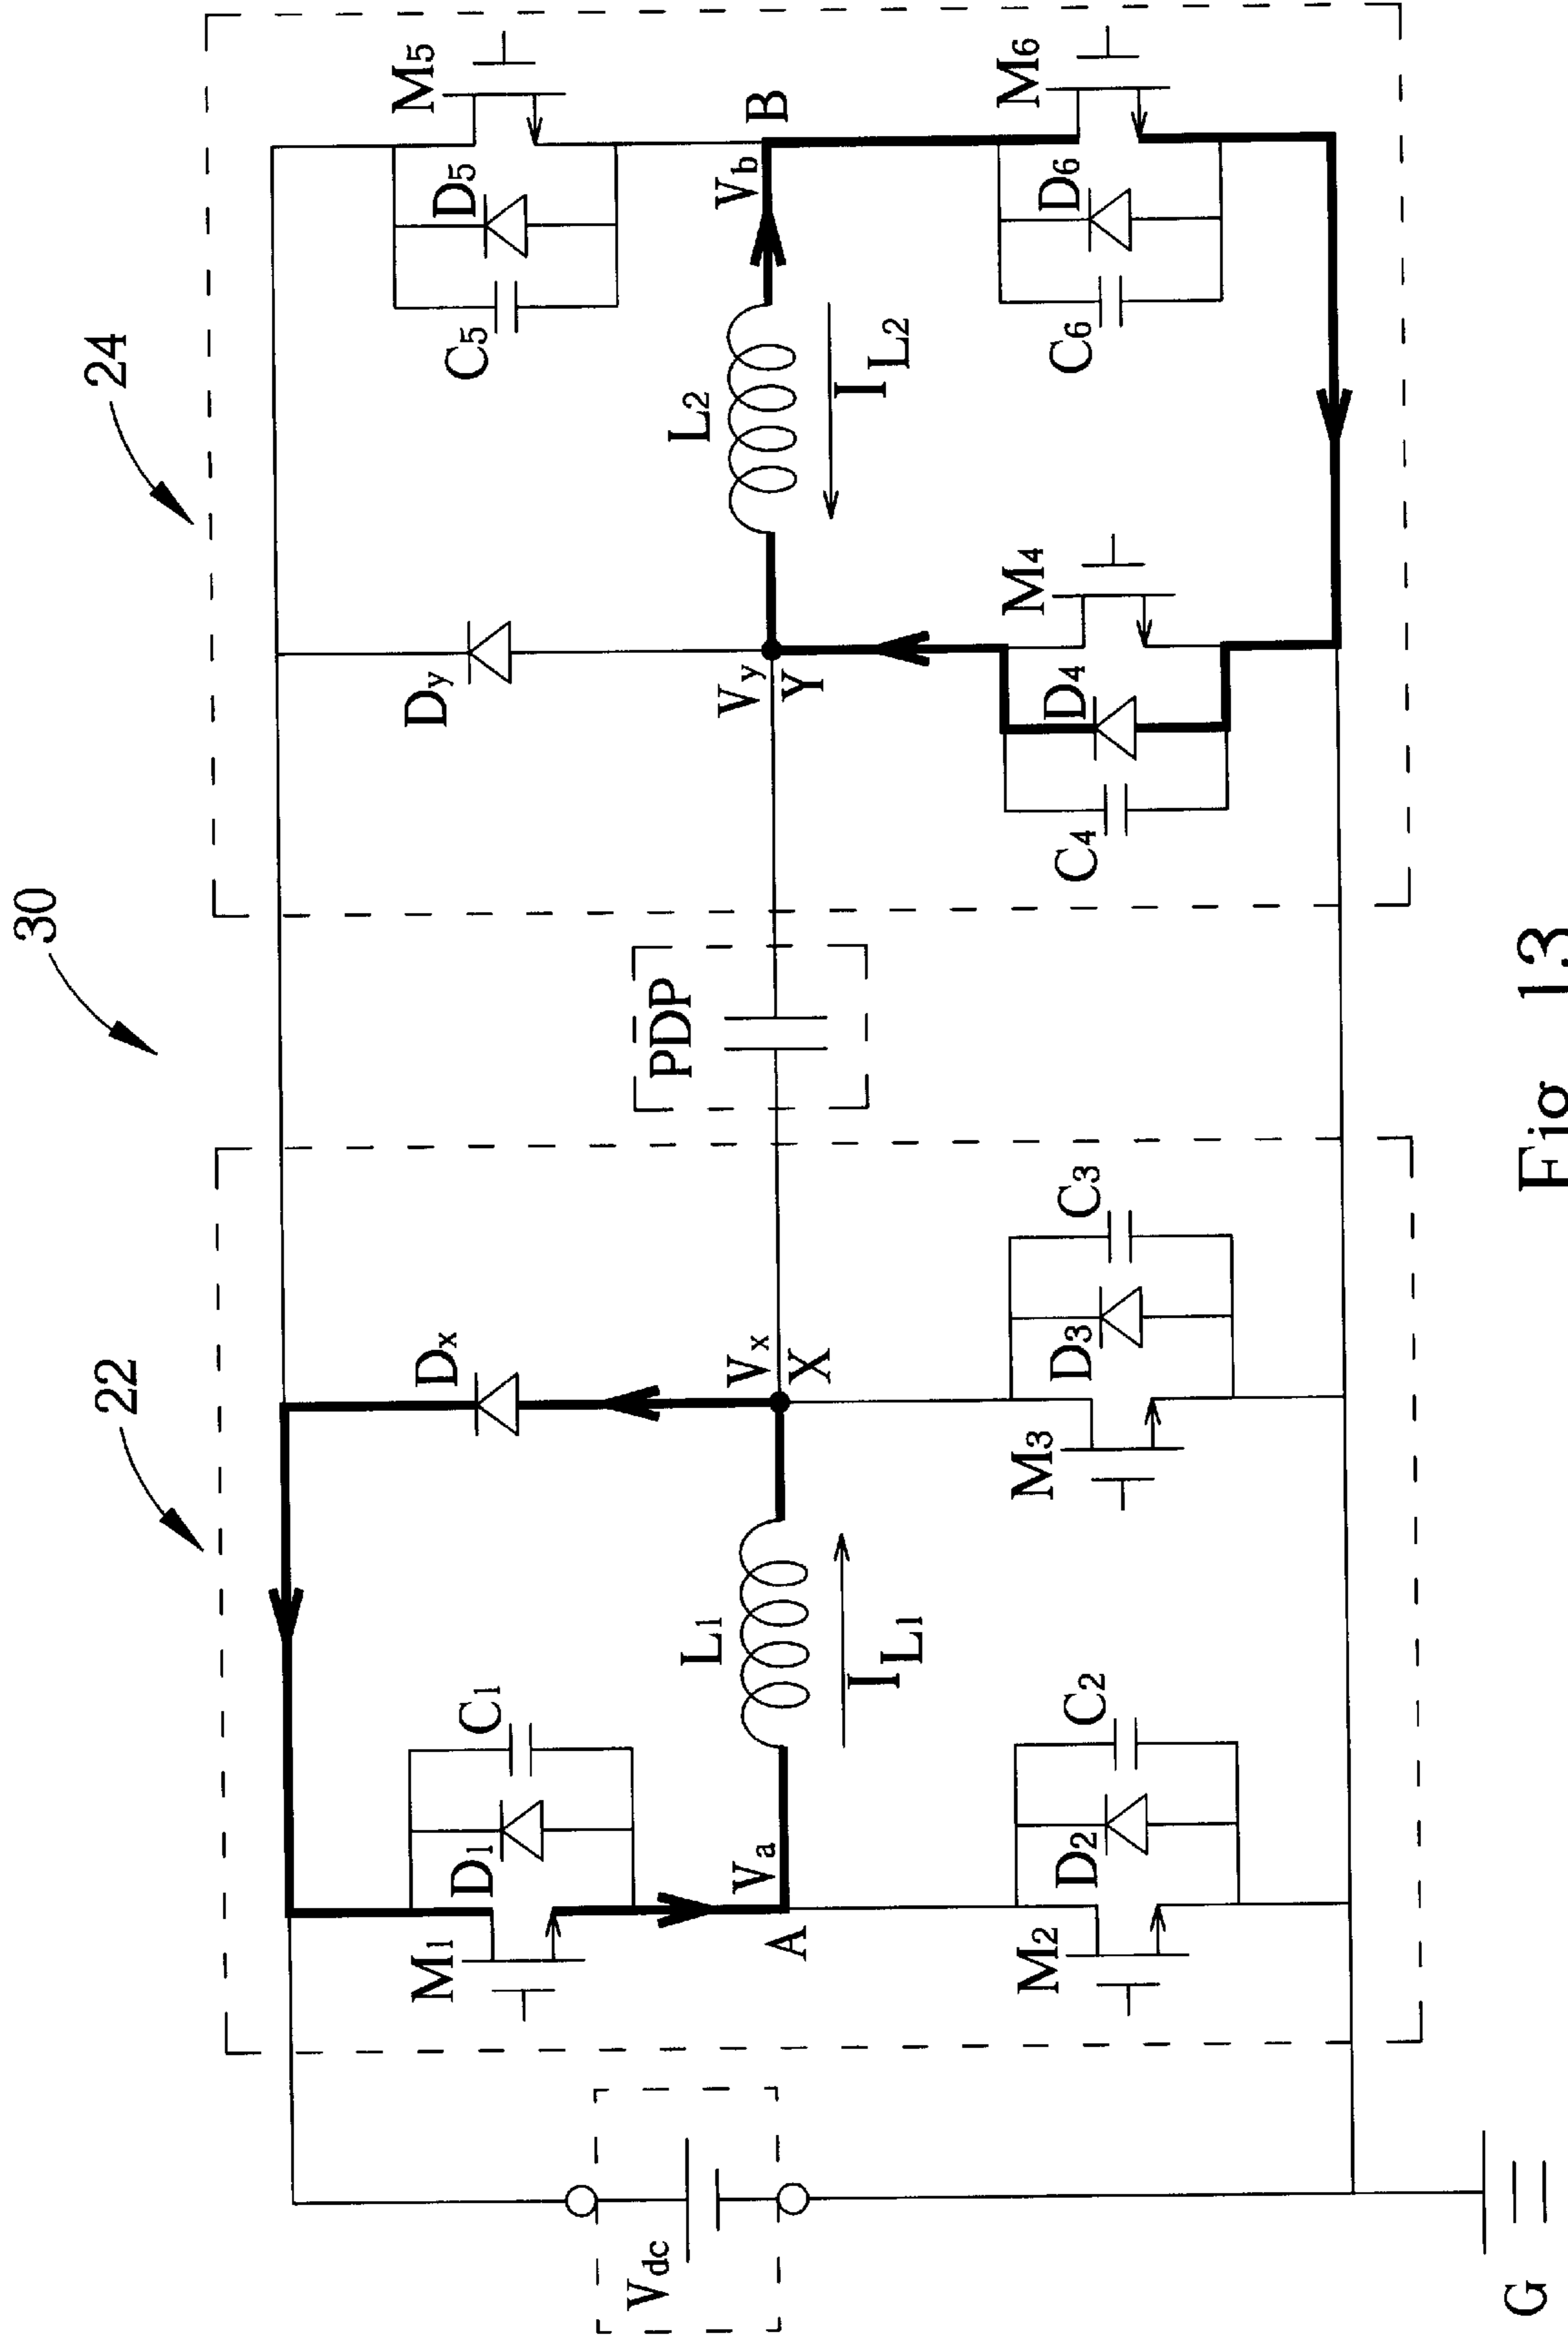 30
22
24
Vdc
G
M1
D1
C1
Va
A
L1
IL1
M2
D2
C2
Dx
Vx
X
M3
D3
C3
PDP
Dy
Vy
Y
C4
D4
M4
L2
IL2
C5
D5
M5
Vb
B
C6
D6
M6
Fig. 13